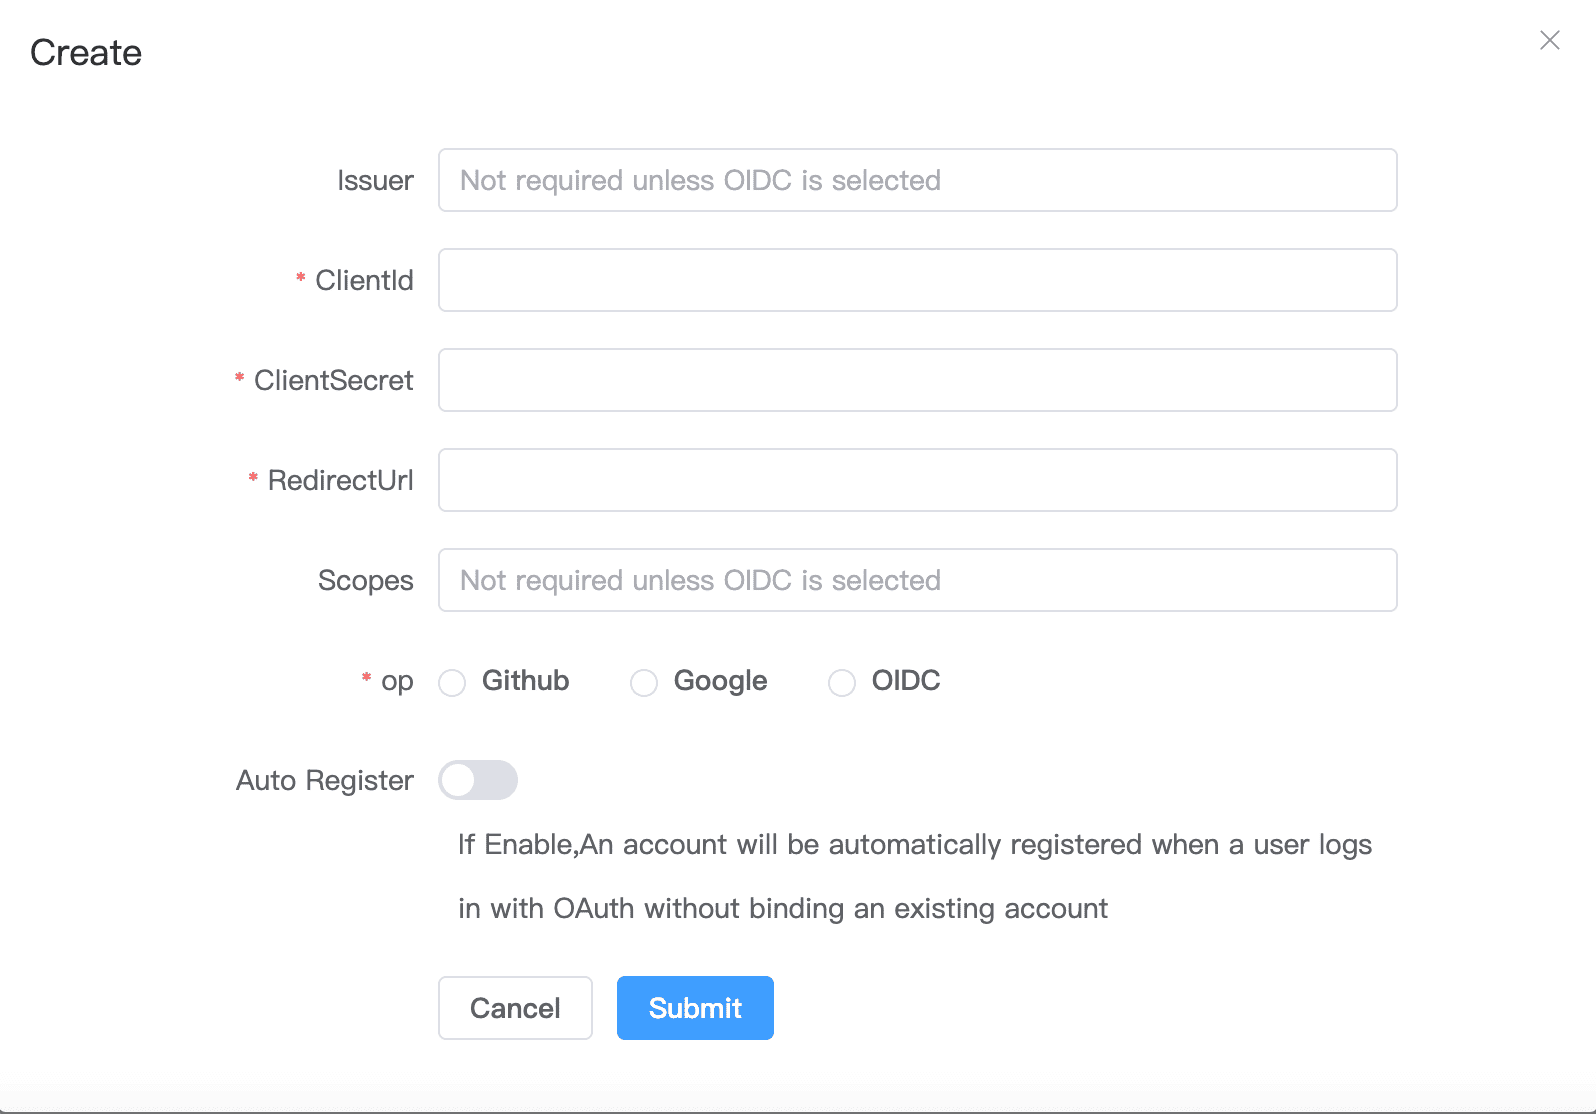 Create
Issuer Not required unless OIDC is selected
* ClientId
* ClientSecret
* RedirectUrl
Scopes Not required unless OIDC is selected
* op Github Google OIDC
Auto Register
If Enable,An account will be automatically registered when a user logs
in with OAuth without binding an existing account
Cancel Submit